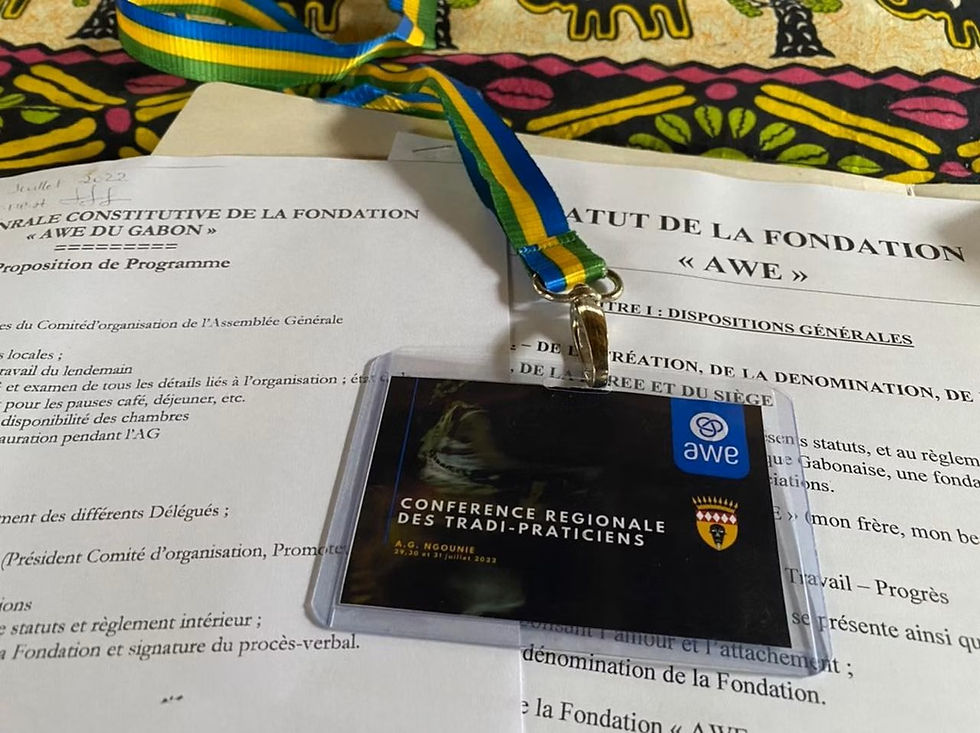 Juillet 2022
NRALE CONSTITUTIVE DE LA FONDATION
« AWE DU GABON »
=========
Proposition de Programme
es du Comité d'organisation de l'Assemblée Générale
s locales ;
ravail du lendemain
et examen de tous les détails liés à l'organisation ;
pour les pauses café, déjeuner, etc.
disponibilité des chambres
auration pendant l'AG
ment des différents Délégués ;
(Président Comité d'organisation, Promote
ions
e statuts et règlement intérieur ;
a Fondation et signature du procès-verbal.
ATUT DE LA FONDATION
« AWE »
TRE I : DISPOSITIONS GÉNÉRALES
– DE LA CRÉATION, DE LA DENOMINATION, DE
, DE LA DUREE ET DU SIÈGE
sents statuts, et au règlem
que Gabonaise, une fonda
ciations.
E » (mon frère, mon be
Travail – Progrès
se présente ainsi qu
l'amour et l'attachement ;
dénomination de la Fondation.
e la Fondation « AWE
awe
CONFERENCE REGIONALE
DES TRADI-PRATICIENS
A.G. NGOUNIE
29,30 et 31 juillet 2022